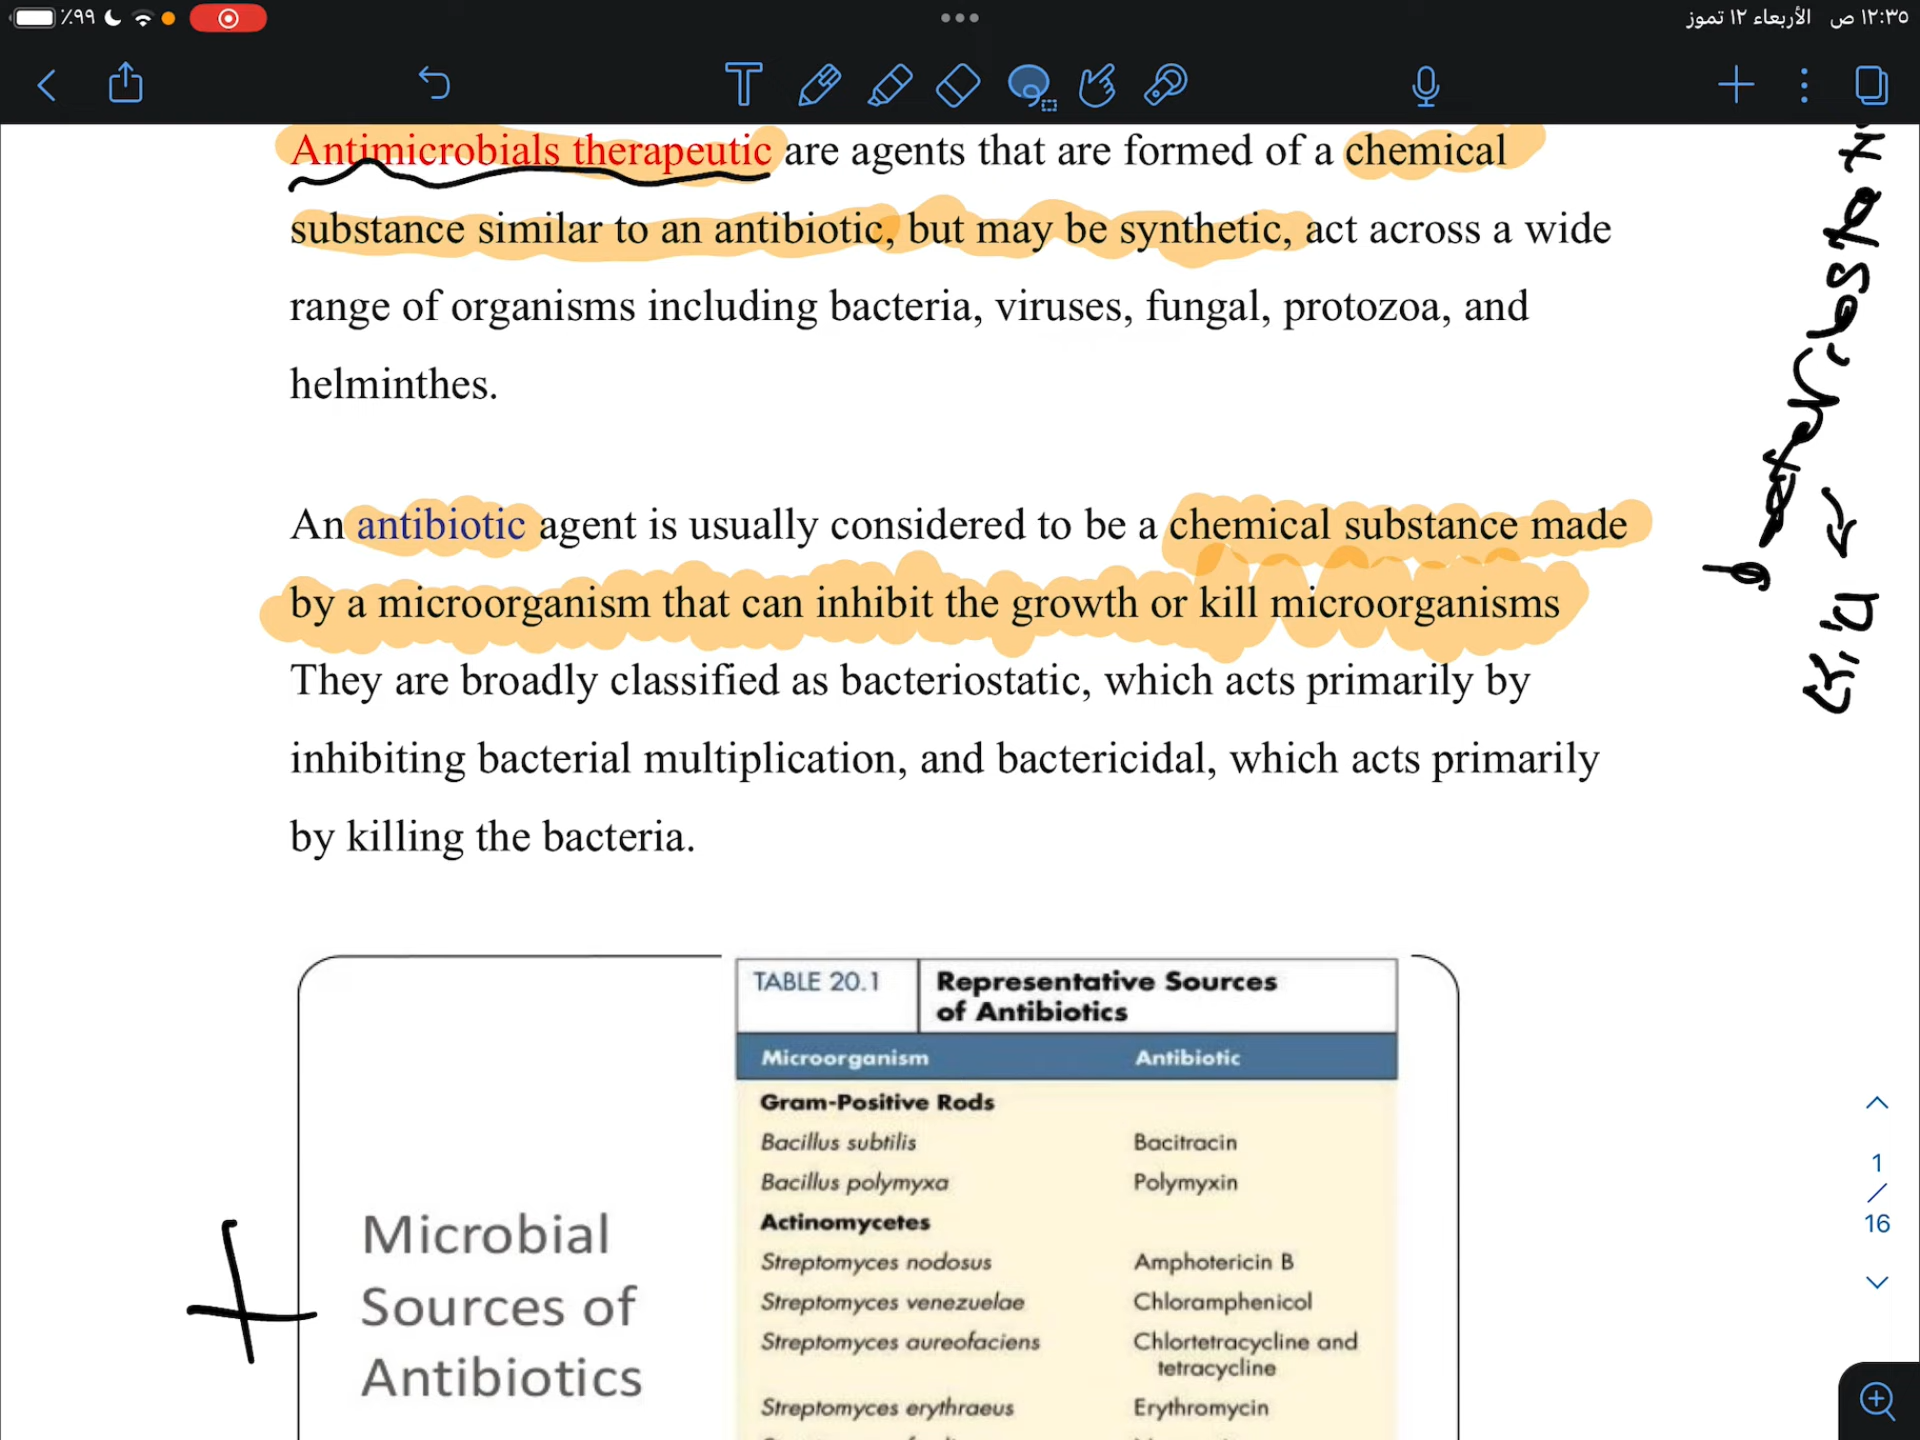 ٪٩٩
١٢:٣٥ ص الأربعاء ١٢ تموز
Antimicrobials therapeutic are agents that are formed of a chemical
substance similar to an antibiotic, but may be synthetic, act across a wide
range of organisms including bacteria, viruses, fungal, protozoa, and
helminthes.
An antibiotic agent is usually considered to be a chemical substance made
by a microorganism that can inhibit the growth or kill microorganisms
They are broadly classified as bacteriostatic, which acts primarily by
inhibiting bacterial multiplication, and bactericidal, which acts primarily
by killing the bacteria.
TABLE 20.1
Representative Sources
of Antibiotics
Microorganism Antibiotic
Gram-Positive Rods
Bacillus subtilis Bacitracin
Bacillus polymyxa Polymyxin
Actinomycetes
Streptomyces nodosus Amphotericin B
Streptomyces venezuelae Chloramphenicol
Streptomyces aureofaciens Chlortetracycline and
tetracycline
Streptomyces erythraeus Erythromycin
Microbial
Sources of
Antibiotics
1
/
16